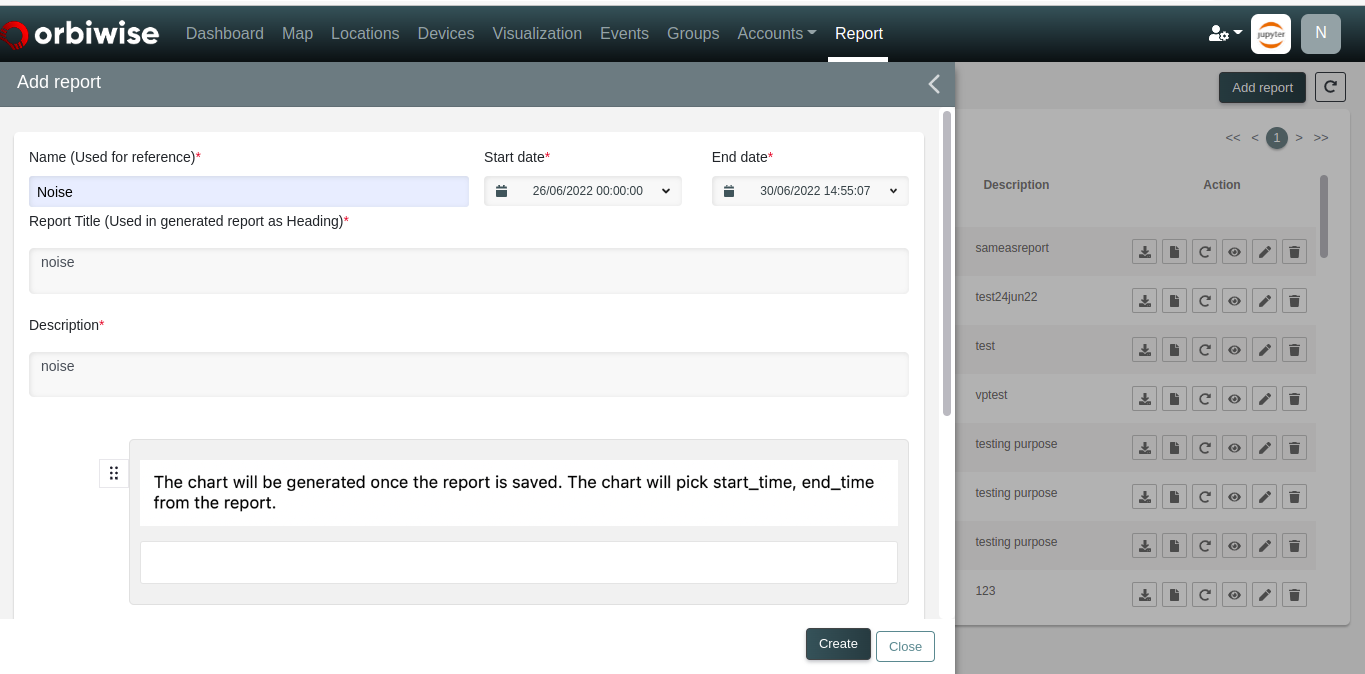 orbiwise
Dashboard Map Locations Devices Visualization Events Groups Accounts Report
jupyter
N
Add report
Add report
<< < 1 > >>
Name (Used for reference)*
Start date*
End date*
Noise
26/06/2022 00:00:00
30/06/2022 14:55:07
Report Title (Used in generated report as Heading)*
noise
Description*
noise
The chart will be generated once the report is saved. The chart will pick start_time, end_time
from the report.
Create
Close
Description Action
sameasreport
test24jun22
test
vptest
testing purpose
testing purpose
testing purpose
123